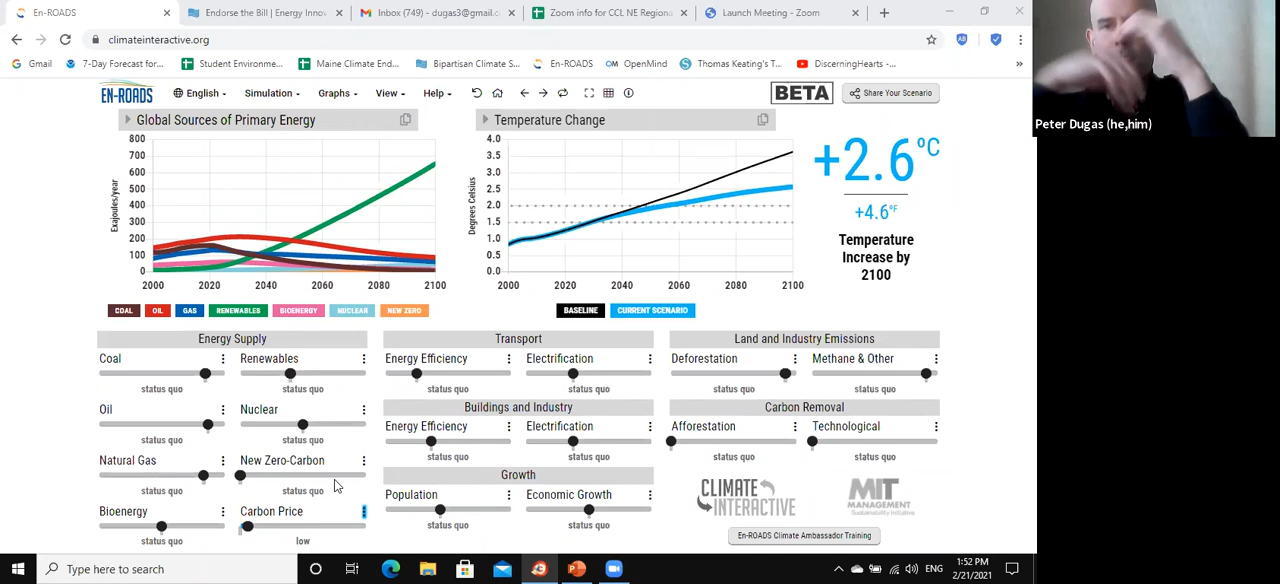 En-ROADS
Endorse the Bill | Energy Innov
Inbox (749) - dugas3@gmail.c
Zoom info for CCL NE Regiona
Launch Meeting - Zoom
climateinteractive.org
Gmail
7-Day Forecast for...
Student Environme...
Maine Climate End...
Bipartisan Climate S...
En-ROADS
OM OpenMind
Thomas Keating's T...
DiscerningHearts -...
»
EN-ROADS
English
Simulation
Graphs
View
Help
BETA
Share Your Scenario
Global Sources of Primary Energy
Exajoules/year
800
700
600
500
400
300
200
100
0
2000
2020
2040
2060
2080
2100
COAL
OIL
GAS
RENEWABLES
BIOENERGY
NUCLEAR
NEW ZERO
Temperature Change
Degrees Celsius
4.0
3.5
3.0
2.5
2.0
1.5
1.0
0.5
0.0
2000
2020
2040
2060
2080
2100
BASELINE
CURRENT SCENARIO
+2.6°C
+4.6°F
Temperature
Increase by
2100
Energy Supply
Coal
status quo
Renewables
status quo
Oil
status quo
Nuclear
status quo
Natural Gas
status quo
New Zero-Carbon
status quo
Bioenergy
status quo
Carbon Price
low
Transport
Energy Efficiency
status quo
Electrification
status quo
Buildings and Industry
Energy Efficiency
status quo
Electrification
status quo
Growth
Population
status quo
Economic Growth
status quo
Land and Industry Emissions
Deforestation
status quo
Methane & Other
status quo
Carbon Removal
Afforestation
status quo
Technological
status quo
CLIMATE
INTERACTIVE
MIT
MANAGEMENT
Sustainability Initiative
En-ROADS Climate Ambassador Training
Peter Dugas (he,him)
Type here to search
ENG
1:52 PM
2/21/2021